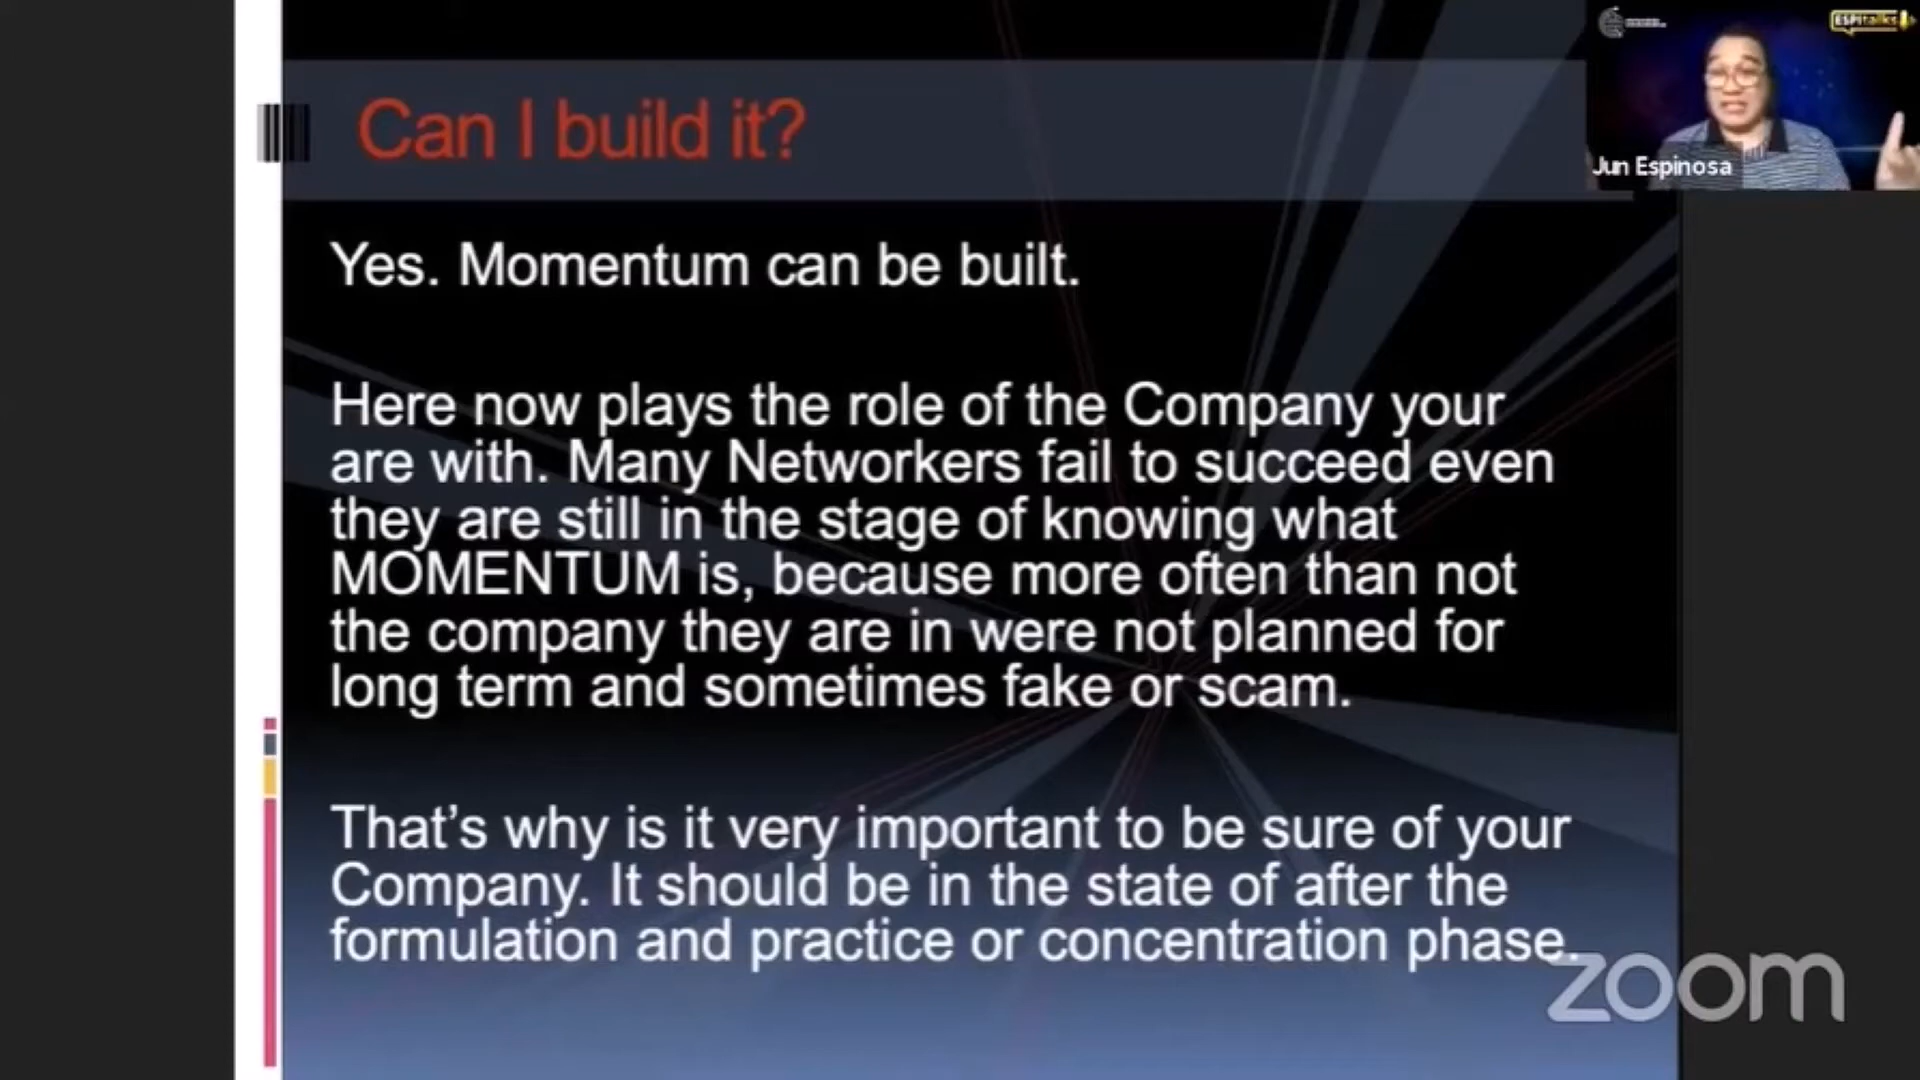 Can I build it?
Yes. Momentum can be built.
Here now plays the role of the Company your
are with. Many Networkers fail to succeed even
they are still in the stage of knowing what
MOMENTUM is, because more often than not
the company they are in were not planned for
long term and sometimes fake or scam.
That's why is it very important to be sure of your
Company. It should be in the state of after the
formulation and practice or concentration phase.
ESPItalks!
Jun Espinosa
zoom